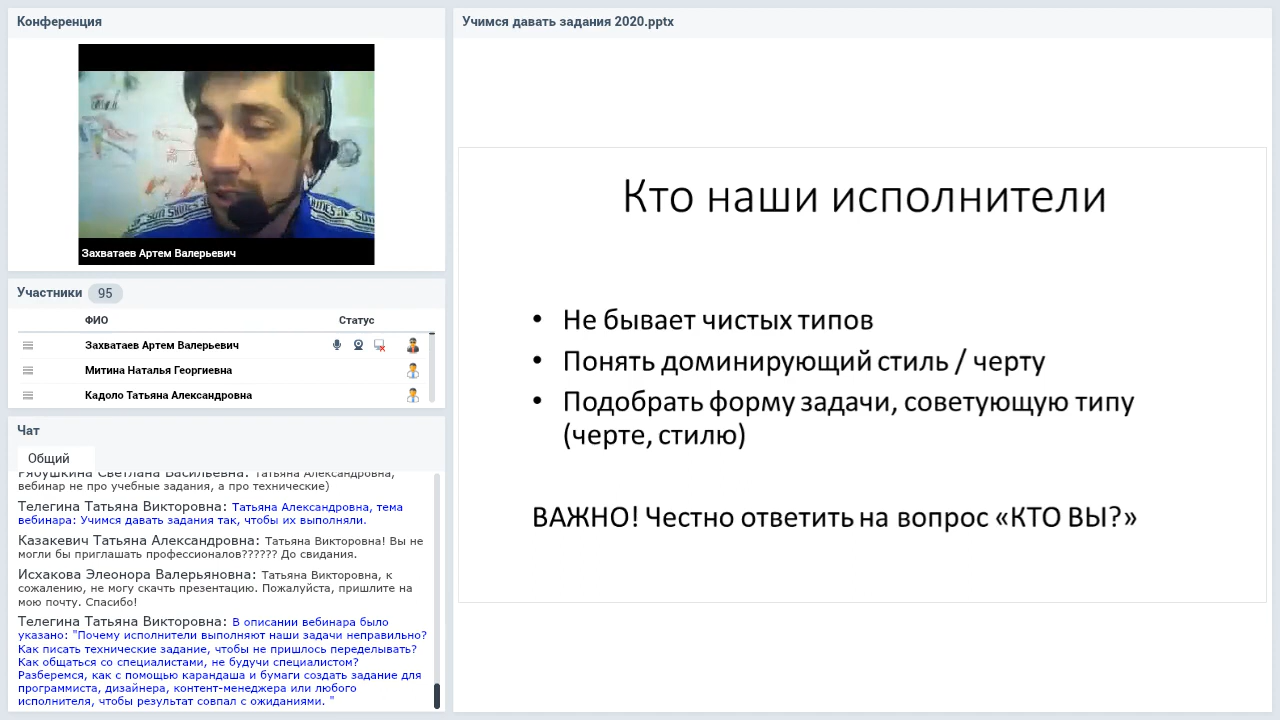 Конференция
Захватаев Артем Валерьевич
Участники 95
ФИО Статус
Захватаев Артем Валерьевич
Митина Наталья Георгиевна
Кадоло Татьяна Александровна
Чат
Общий
Рябушкина Светлана Васильевна: Татьяна Александровна,
вебинар не про учебные задания, а про технические)
Телегина Татьяна Викторовна: Татьяна Александровна, тема
вебинара: Учимся давать задания так, чтобы их выполняли.
Казакевич Татьяна Александровна: Татьяна Викторовна! Вы не
могли бы приглашать профессионалов?????? До свидания.
Исхакова Элеонора Валерьяновна: Татьяна Викторовна, к
сожалению, не могу скачть презентацию. Пожалуйста, пришлите на
мою почту. Спасибо!
Телегина Татьяна Викторовна: В описании вебинара было
указано: "Почему исполнители выполняют наши задачи неправильно?
Как писать технические задание, чтобы не пришлось переделывать?
Как общаться со специалистами, не будучи специалистом?
Разберемся, как с помощью карандаша и бумаги создать задание для
программиста, дизайнера, контент-менеджера или любого
исполнителя, чтобы результат совпал с ожиданиями. "
Учимся давать задания 2020.pptx
Кто наши исполнители
• Не бывает чистых типов
• Понять доминирующий стиль / черту
• Подобрать форму задачи, советующую типу
(черте, стилю)
ВАЖНО! Честно ответить на вопрос «КТО ВЫ?»